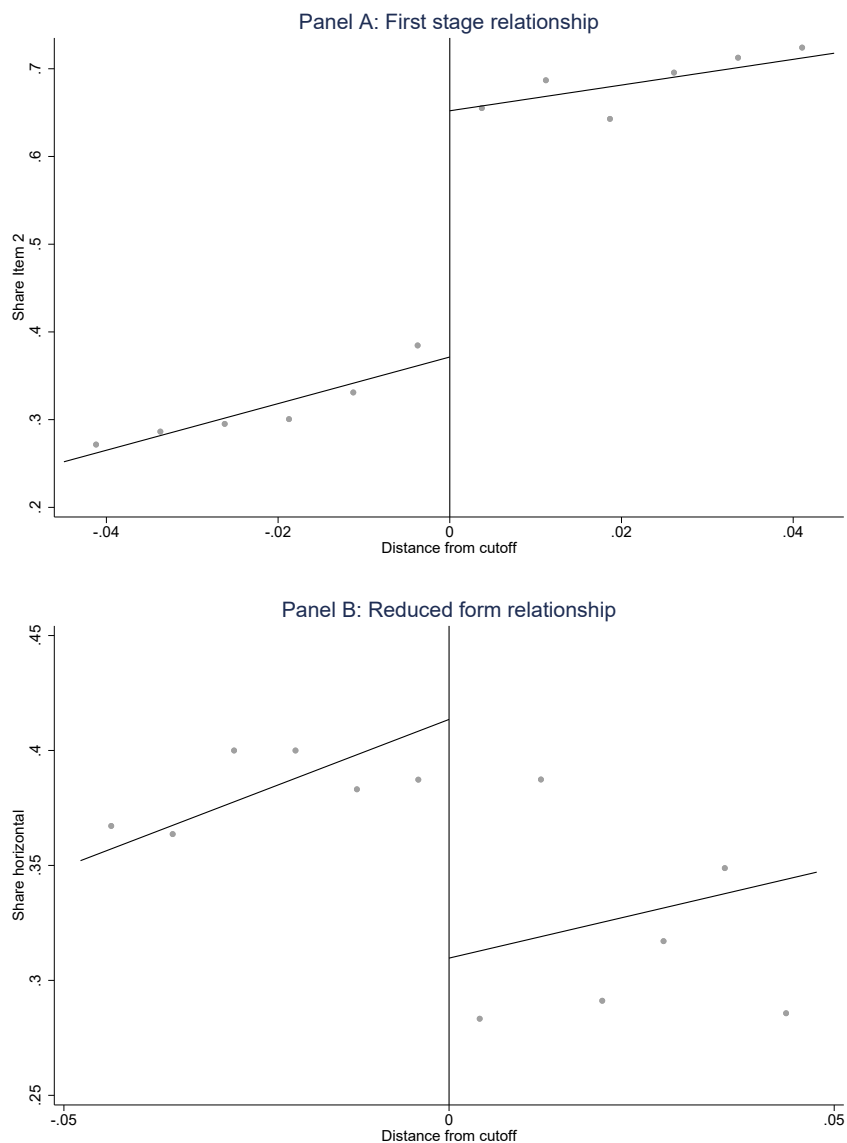 Panel A: First stage relationship
Share Item 2
.7
.6
.5
.4
.3
.2
-.04 -.02 0 .02 .04
Distance from cutoff
Panel B: Reduced form relationship
Share horizontal
.45
.4
.35
.3
.25
-.05 0 .05
Distance from cutoff